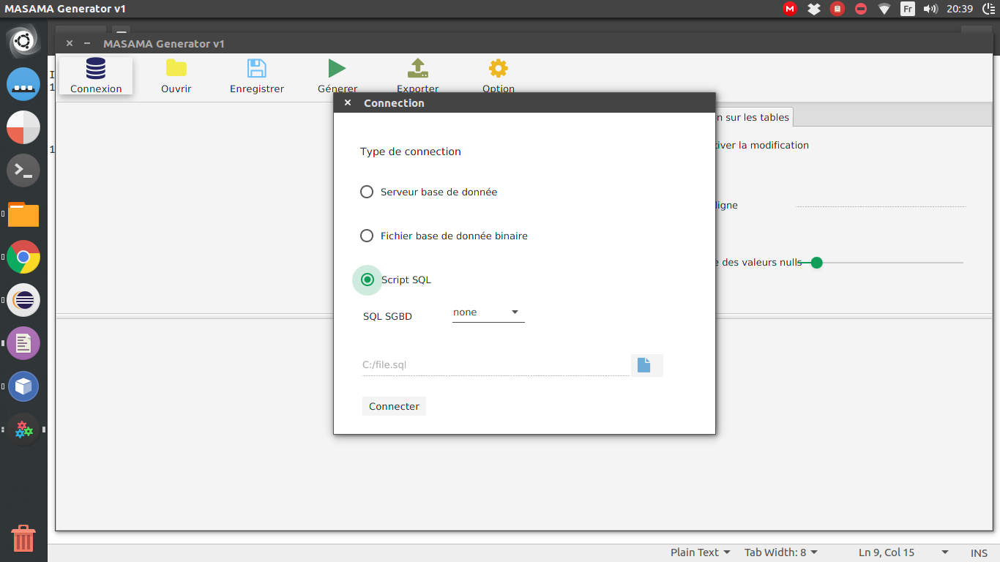 MASAMA Generator v1
Fr
20:39
MASAMA Generator v1
Connexion
Ouvrir
Enregistrer
Génerer
Exporter
Option
Connection
n sur les tables
Type de connection
tiver la modification
Serveur base de donnée
ligne
Fichier base de donnée binaire
e des valeurs nulls
Script SQL
SQL SGBD
none
C:/file.sql
Connecter
Plain Text
Tab Width: 8
Ln 9, Col 15
INS